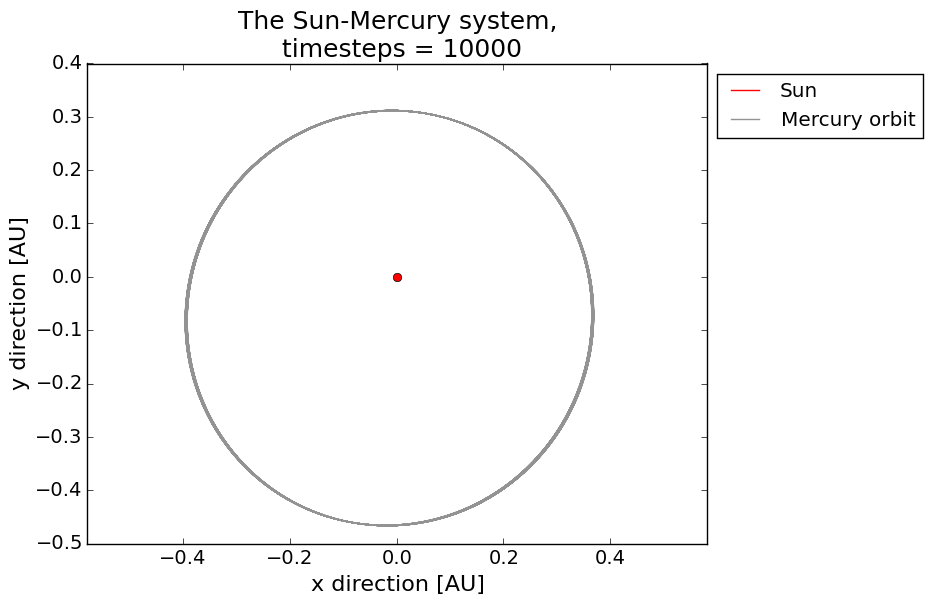 The Sun-Mercury system,
timesteps = 10000
Sun
Mercury orbit
0.4
0.3
0.2
0.1
0.0
−0.1
−0.2
−0.3
−0.4
−0.5
y direction [AU]
−0.4 −0.2 0.0 0.2 0.4
x direction [AU]